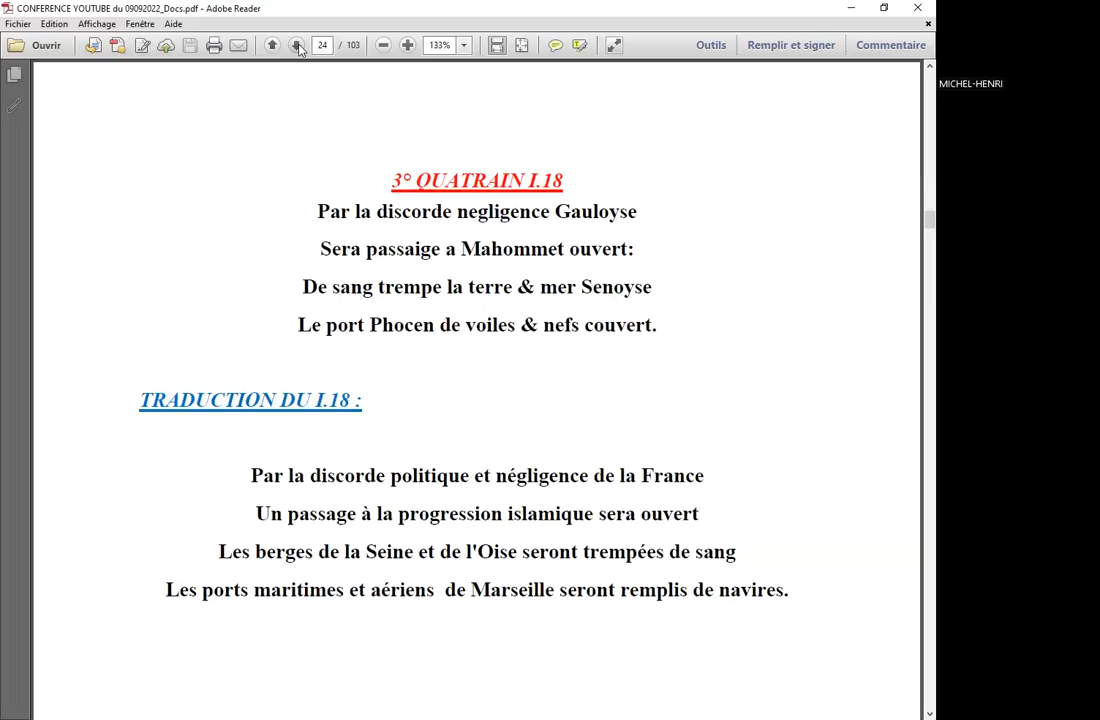 CONFERENCE YOUTUBE du 09092022_Docs.pdf - Adobe Reader
Fichier Edition Affichage Fenêtre Aide
Ouvrir 24 / 103 133% Outils Remplir et signer Commentaire
MICHEL-HENRI
3° QUATRAIN I.18
Par la discorde negligence Gauloyse
Sera passaige a Mahommet ouvert:
De sang trempe la terre & mer Senoyse
Le port Phocen de voiles & nefs couvert.
TRADUCTION DU I.18 :
Par la discorde politique et négligence de la France
Un passage à la progression islamique sera ouvert
Les berges de la Seine et de l'Oise seront trempées de sang
Les ports maritimes et aériens de Marseille seront remplis de navires.